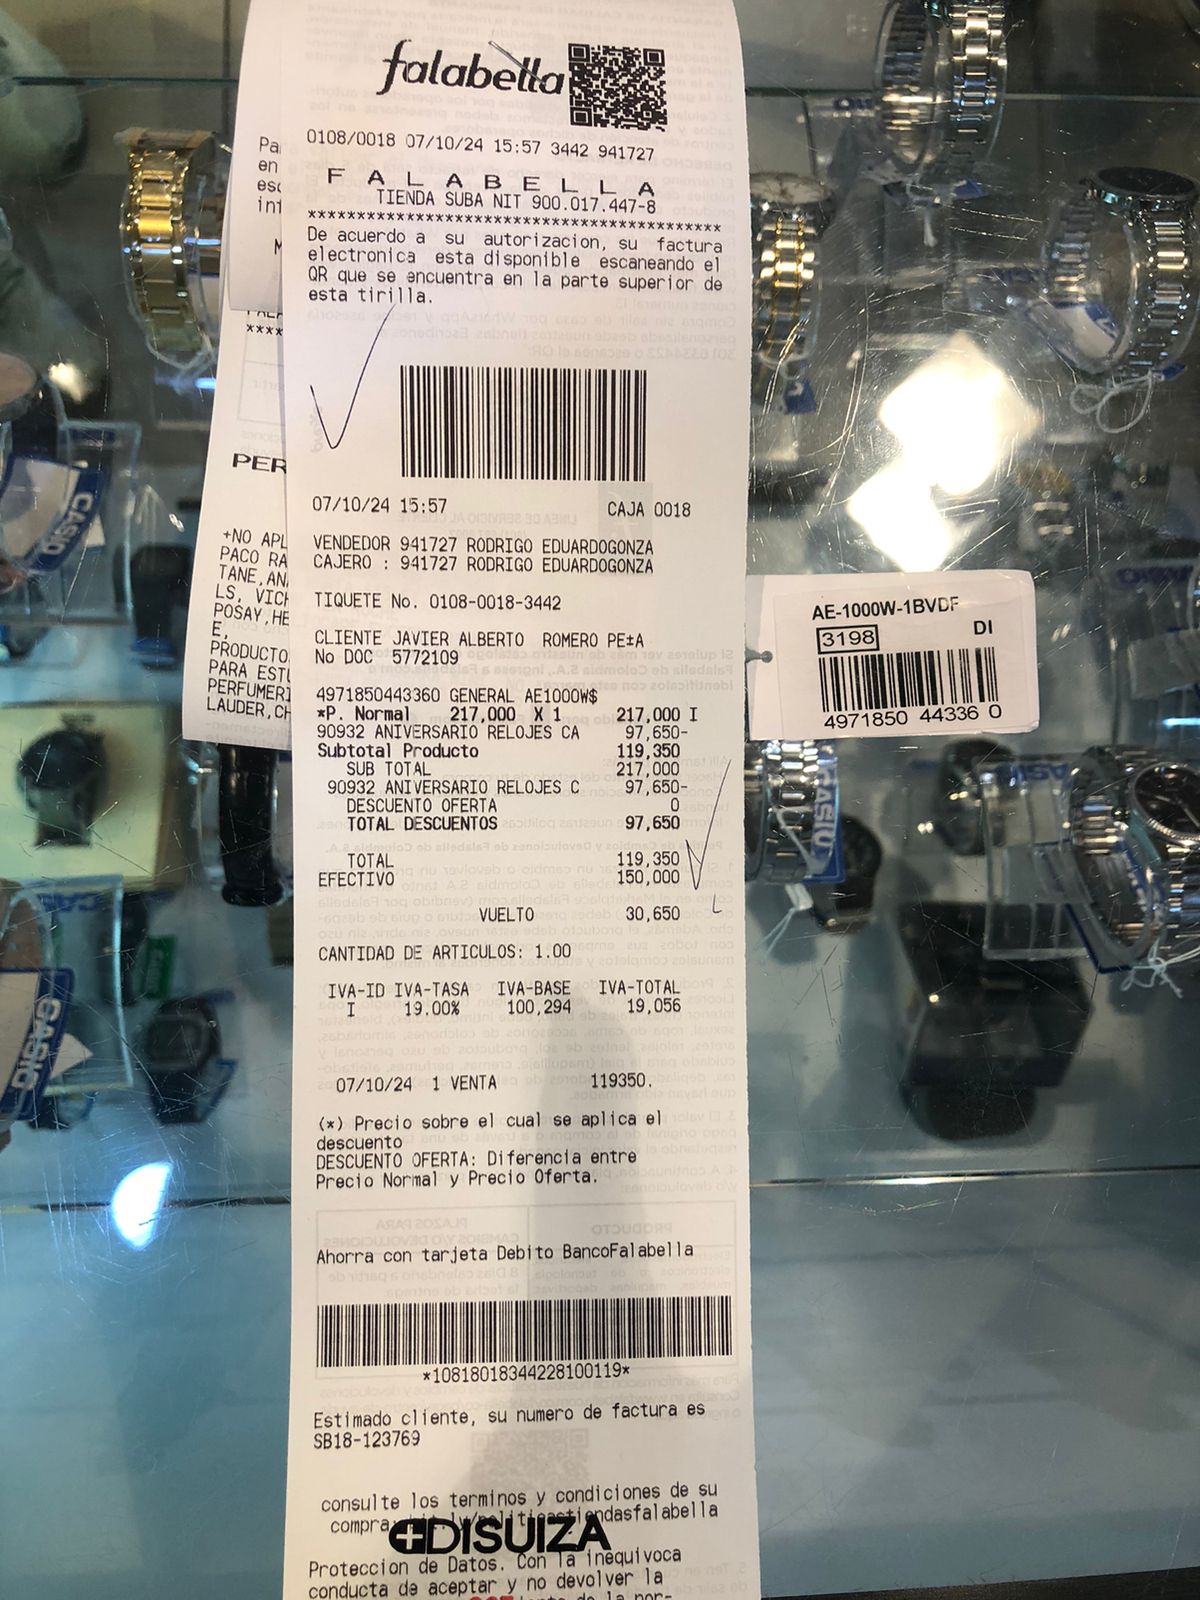 falabella
0108/0018 07/10/24 15:57 3442 941727
F A L A B E L L A
TIENDA SUBA NIT 900.017.447-8
******************************************
De acuerdo a su autorizacion, su factura
electronica esta disponible escaneando el
QR que se encuentra en la parte superior de
esta tirilla.
07/10/24 15:57 CAJA 0018
VENDEDOR 941727 RODRIGO EDUARDOGONZA
CAJERO : 941727 RODRIGO EDUARDOGONZA
TIQUETE No. 0108-0018-3442
CLIENTE JAVIER ALBERTO ROMERO PE±A
No DOC 5772109
4971850443360 GENERAL AE1000W$
*P. Normal 217,000 X 1 217,000 I
90932 ANIVERSARIO RELOJES CA 97,650-
Subtotal Producto 119,350
SUB TOTAL 217,000
90932 ANIVERSARIO RELOJES C 97,650-
DESCUENTO OFERTA 0
TOTAL DESCUENTOS 97,650
TOTAL 119,350
EFECTIVO 150,000
VUELTO 30,650
CANTIDAD DE ARTICULOS: 1.00
IVA-ID IVA-TASA IVA-BASE IVA-TOTAL
I 19.00% 100,294 19,056
07/10/24 1 VENTA 119350.
(*) Precio sobre el cual se aplica el
descuento
DESCUENTO OFERTA: Diferencia entre
Precio Normal y Precio Oferta.
Ahorra con tarjeta Debito BancoFalabella
*10818018344228100119*
Estimado cliente, su numero de factura es
SB18-123769
consulte los terminos y condiciones de su
compra:
DISUIZA
Proteccion de Datos. Con la inequivoca
conducta de aceptar y no devolver la
AE-1000W-1BVDF
3198 DI
4971850 44336 0
+NO APL
PACO RA
TANE,AN
LS, VICH
POSAY,HE
E,
PRODUCTO
PARA ESTU
PERFUMERI
LAUDER,CH
PER
CASIO
CASIO
CASIO